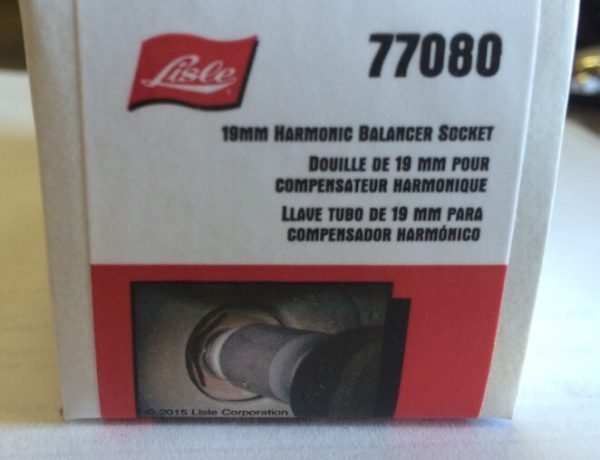 Lisle
77080
19MM HARMONIC BALANCER SOCKET
DOUILLE DE 19 MM POUR
COMPENSATEUR HARMONIQUE
LLAVE TUBO DE 19 MM PARA
COMPENSADOR HARMÓNICO
© 2015 Lisle Corporation